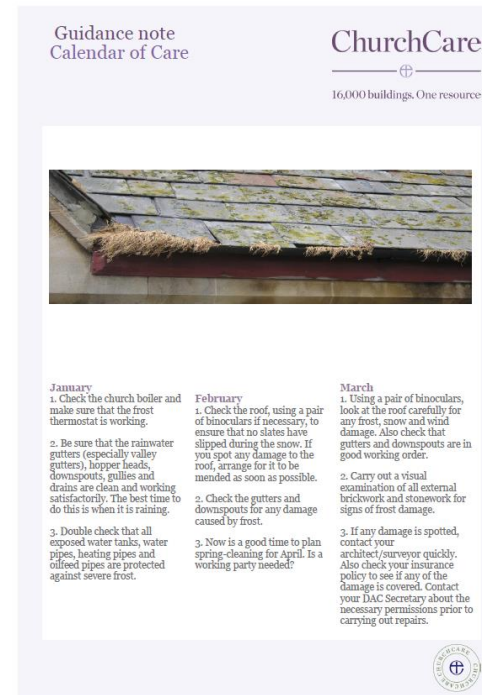 Guidance note
Calendar of Care
ChurchCare
16,000 buildings. One resource
January
1. Check the church boiler and
make sure that the frost
thermostat is working.
2. Be sure that the rainwater
gutters (especially valley
gutters), hopper heads,
downspouts, gullies and
drains are clean and working
satisfactorily. The best time to
do this is when it is raining.
3. Double check that all
exposed water tanks, water
pipes, heating pipes and
oilfeed pipes are protected
against severe frost.
February
1. Check the roof, using a pair
of binoculars if necessary, to
ensure that no slates have
slipped during the snow. If
you spot any damage to the
roof, arrange for it to be
mended as soon as possible.
2. Check the gutters and
downspouts for any damage
caused by frost.
3. Now is a good time to plan
spring-cleaning for April. Is a
working party needed?
March
1. Using a pair of binoculars,
look at the roof carefully for
any frost, snow and wind
damage. Also check that
gutters and downspouts are in
good working order.
2. Carry out a visual
examination of all external
brickwork and stonework for
signs of frost damage.
3. If any damage is spotted,
contact your
architect/surveyor quickly.
Also check your insurance
policy to see if any of the
damage is covered. Contact
your DAC Secretary about the
necessary permissions prior to
carrying out repairs.
CHURCHCARE CHURCHCARE